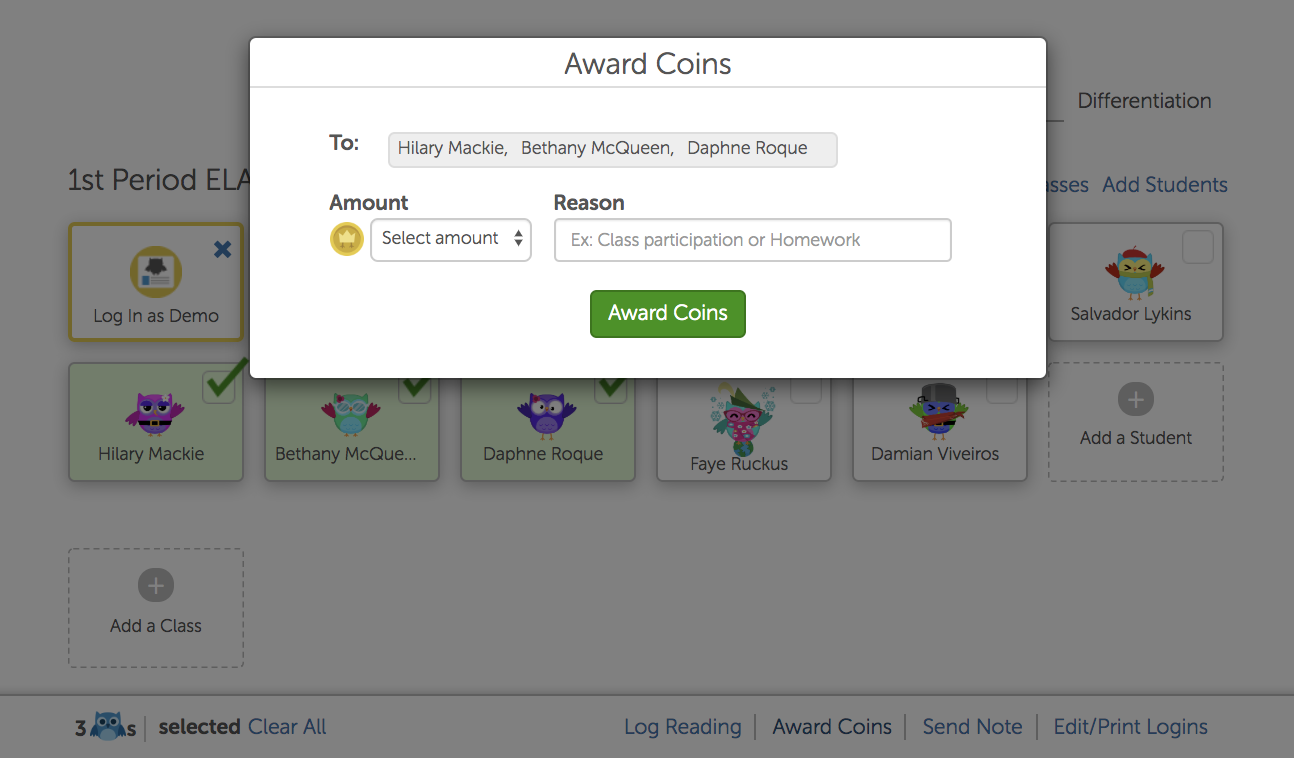 Award Coins
Differentiation
To: Hilary Mackie, Bethany McQueen, Daphne Roque
1st Period ELA
Add Students
Amount Reason
Select amount Ex: Class participation or Homework
Award Coins
Log In as Demo
Salvador Lykins
Hilary Mackie Bethany McQue... Daphne Roque Faye Ruckus Damian Viveiros Add a Student
Add a Class
3 s selected Clear All Log Reading Award Coins Send Note Edit/Print Logins